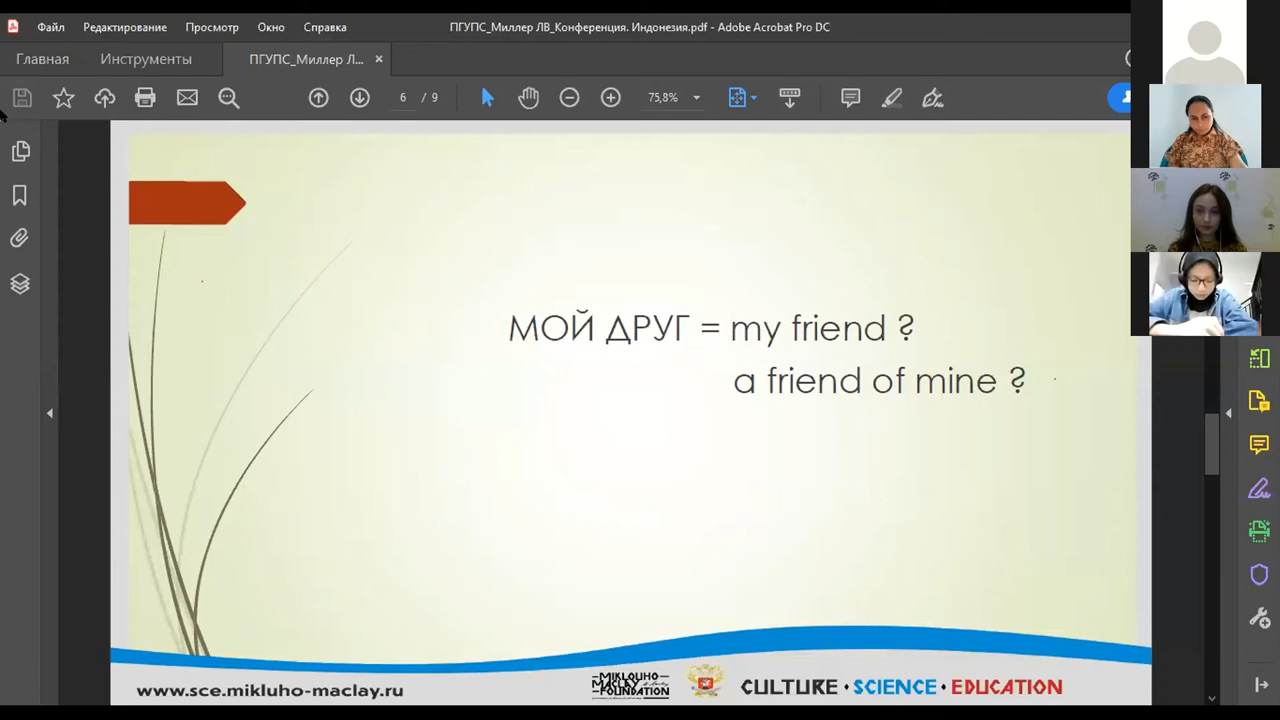 Файл Редактирование Просмотр Окно Справка
ПГУПС_Миллер ЛВ_Конференция. Индонезия.pdf - Adobe Acrobat Pro DC
Главная Инструменты ПГУПС_Миллер Л... ×
6 / 9 75,8%
МОЙ ДРУГ = my friend ?
a friend of mine ?
www.sce.mikluho-maclay.ru
MIKLOUHO MACLAY FOUNDATION
CULTURE • SCIENCE • EDUCATION